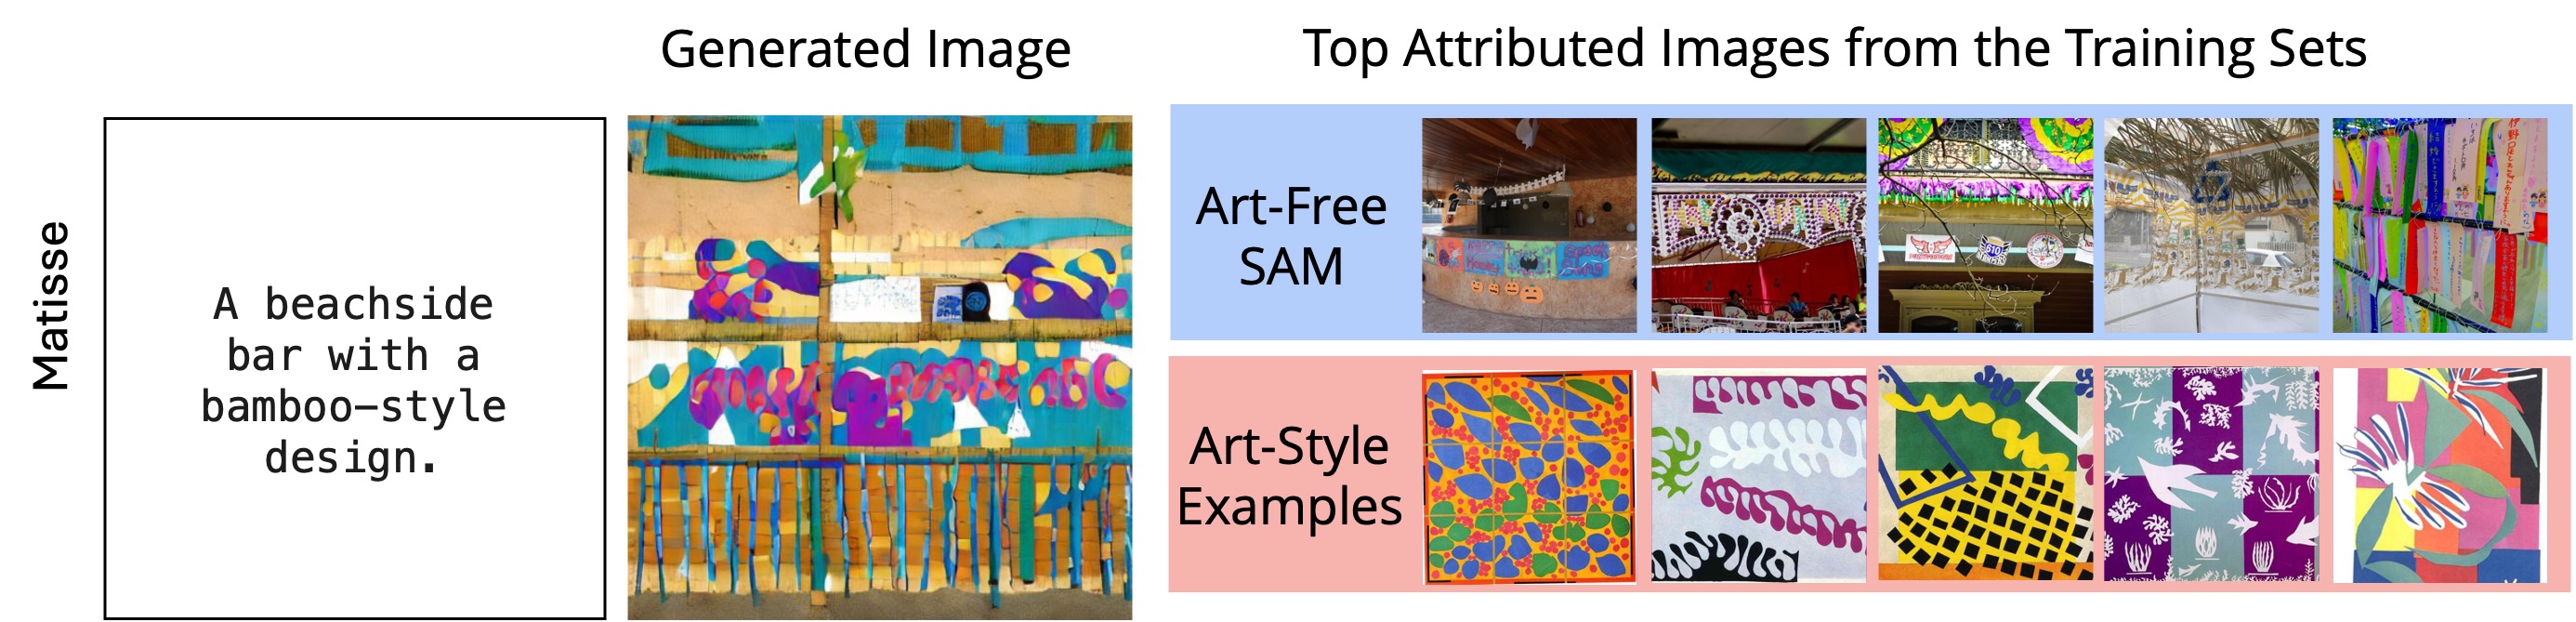 Generated Image
Top Attributed Images from the Training Sets
Matisse
A beachside
bar with a
bamboo-style
design.
Art-Free
SAM
610
Art-Style
Examples